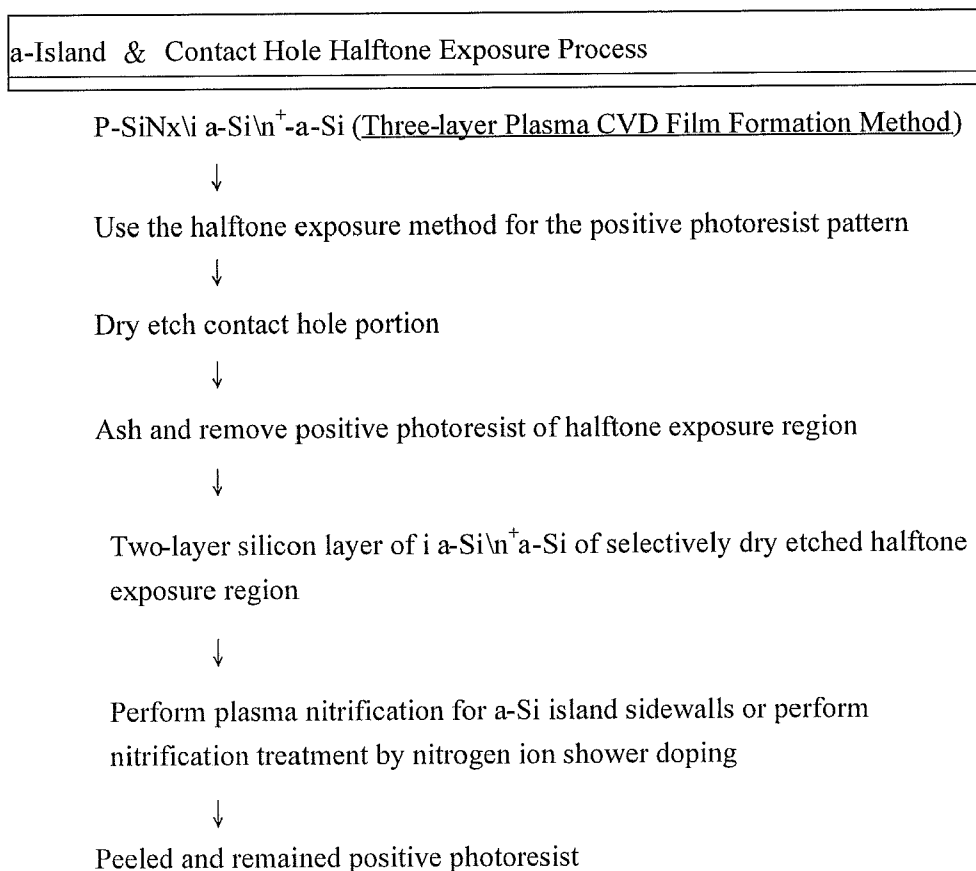 a-Island & Contact Hole Halftone Exposure Process
P-SiNx\i a-Si\n⁺-a-Si (Three-layer Plasma CVD Film Formation Method)
↓
Use the halftone exposure method for the positive photoresist pattern
↓
Dry etch contact hole portion
↓
Ash and remove positive photoresist of halftone exposure region
↓
Two-layer silicon layer of i a-Si\n⁺a-Si of selectively dry etched halftone
exposure region
↓
Perform plasma nitrification for a-Si island sidewalls or perform
nitrification treatment by nitrogen ion shower doping
↓
Peeled and remained positive photoresist